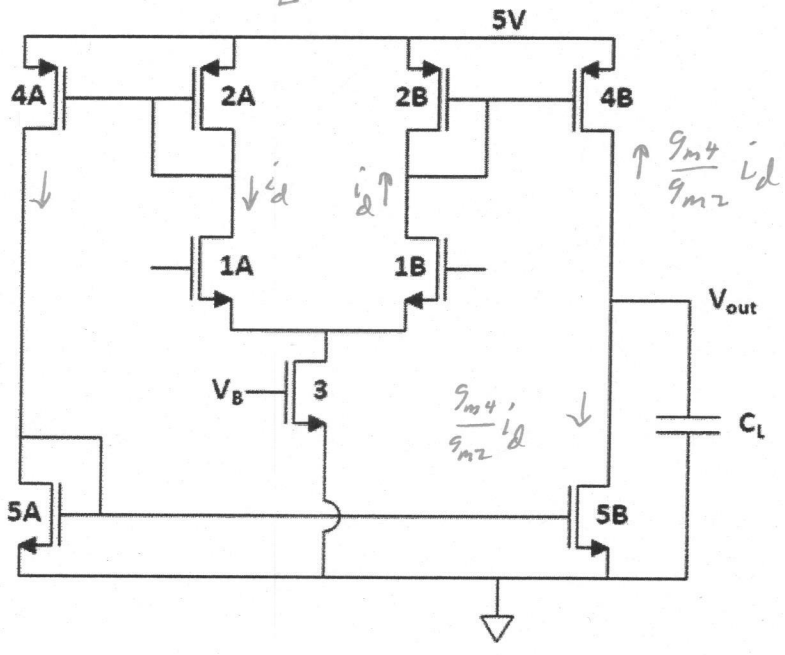 5V
4A 2A 2B 4B
↓ ↓ i_d i_d ↑ ↑ g_m4/g_m2 i_d
1A 1B
V_out
V_B 3
g_m4/g_m2 i_d ↓
C_L
5A 5B